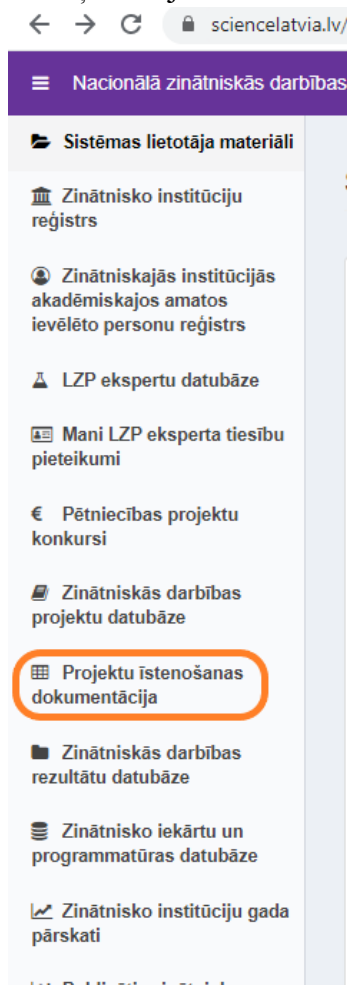 sciencelatvia.lv/
Nacionālā zinātniskās darbības
Sistēmas lietotāja materiāli
Zinātnisko institūciju
reģistrs
Zinātniskajās institūcijās
akadēmiskajos amatos
ievēlēto personu reģistrs
LZP ekspertu datubāze
Mani LZP eksperta tiesību
pieteikumi
Pētniecības projektu
konkursi
Zinātniskās darbības
projektu datubāze
Projektu īstenošanas
dokumentācija
Zinātniskās darbības
rezultātu datubāze
Zinātnisko iekārtu un
programmatūras datubāze
Zinātnisko institūciju gada
pārskati